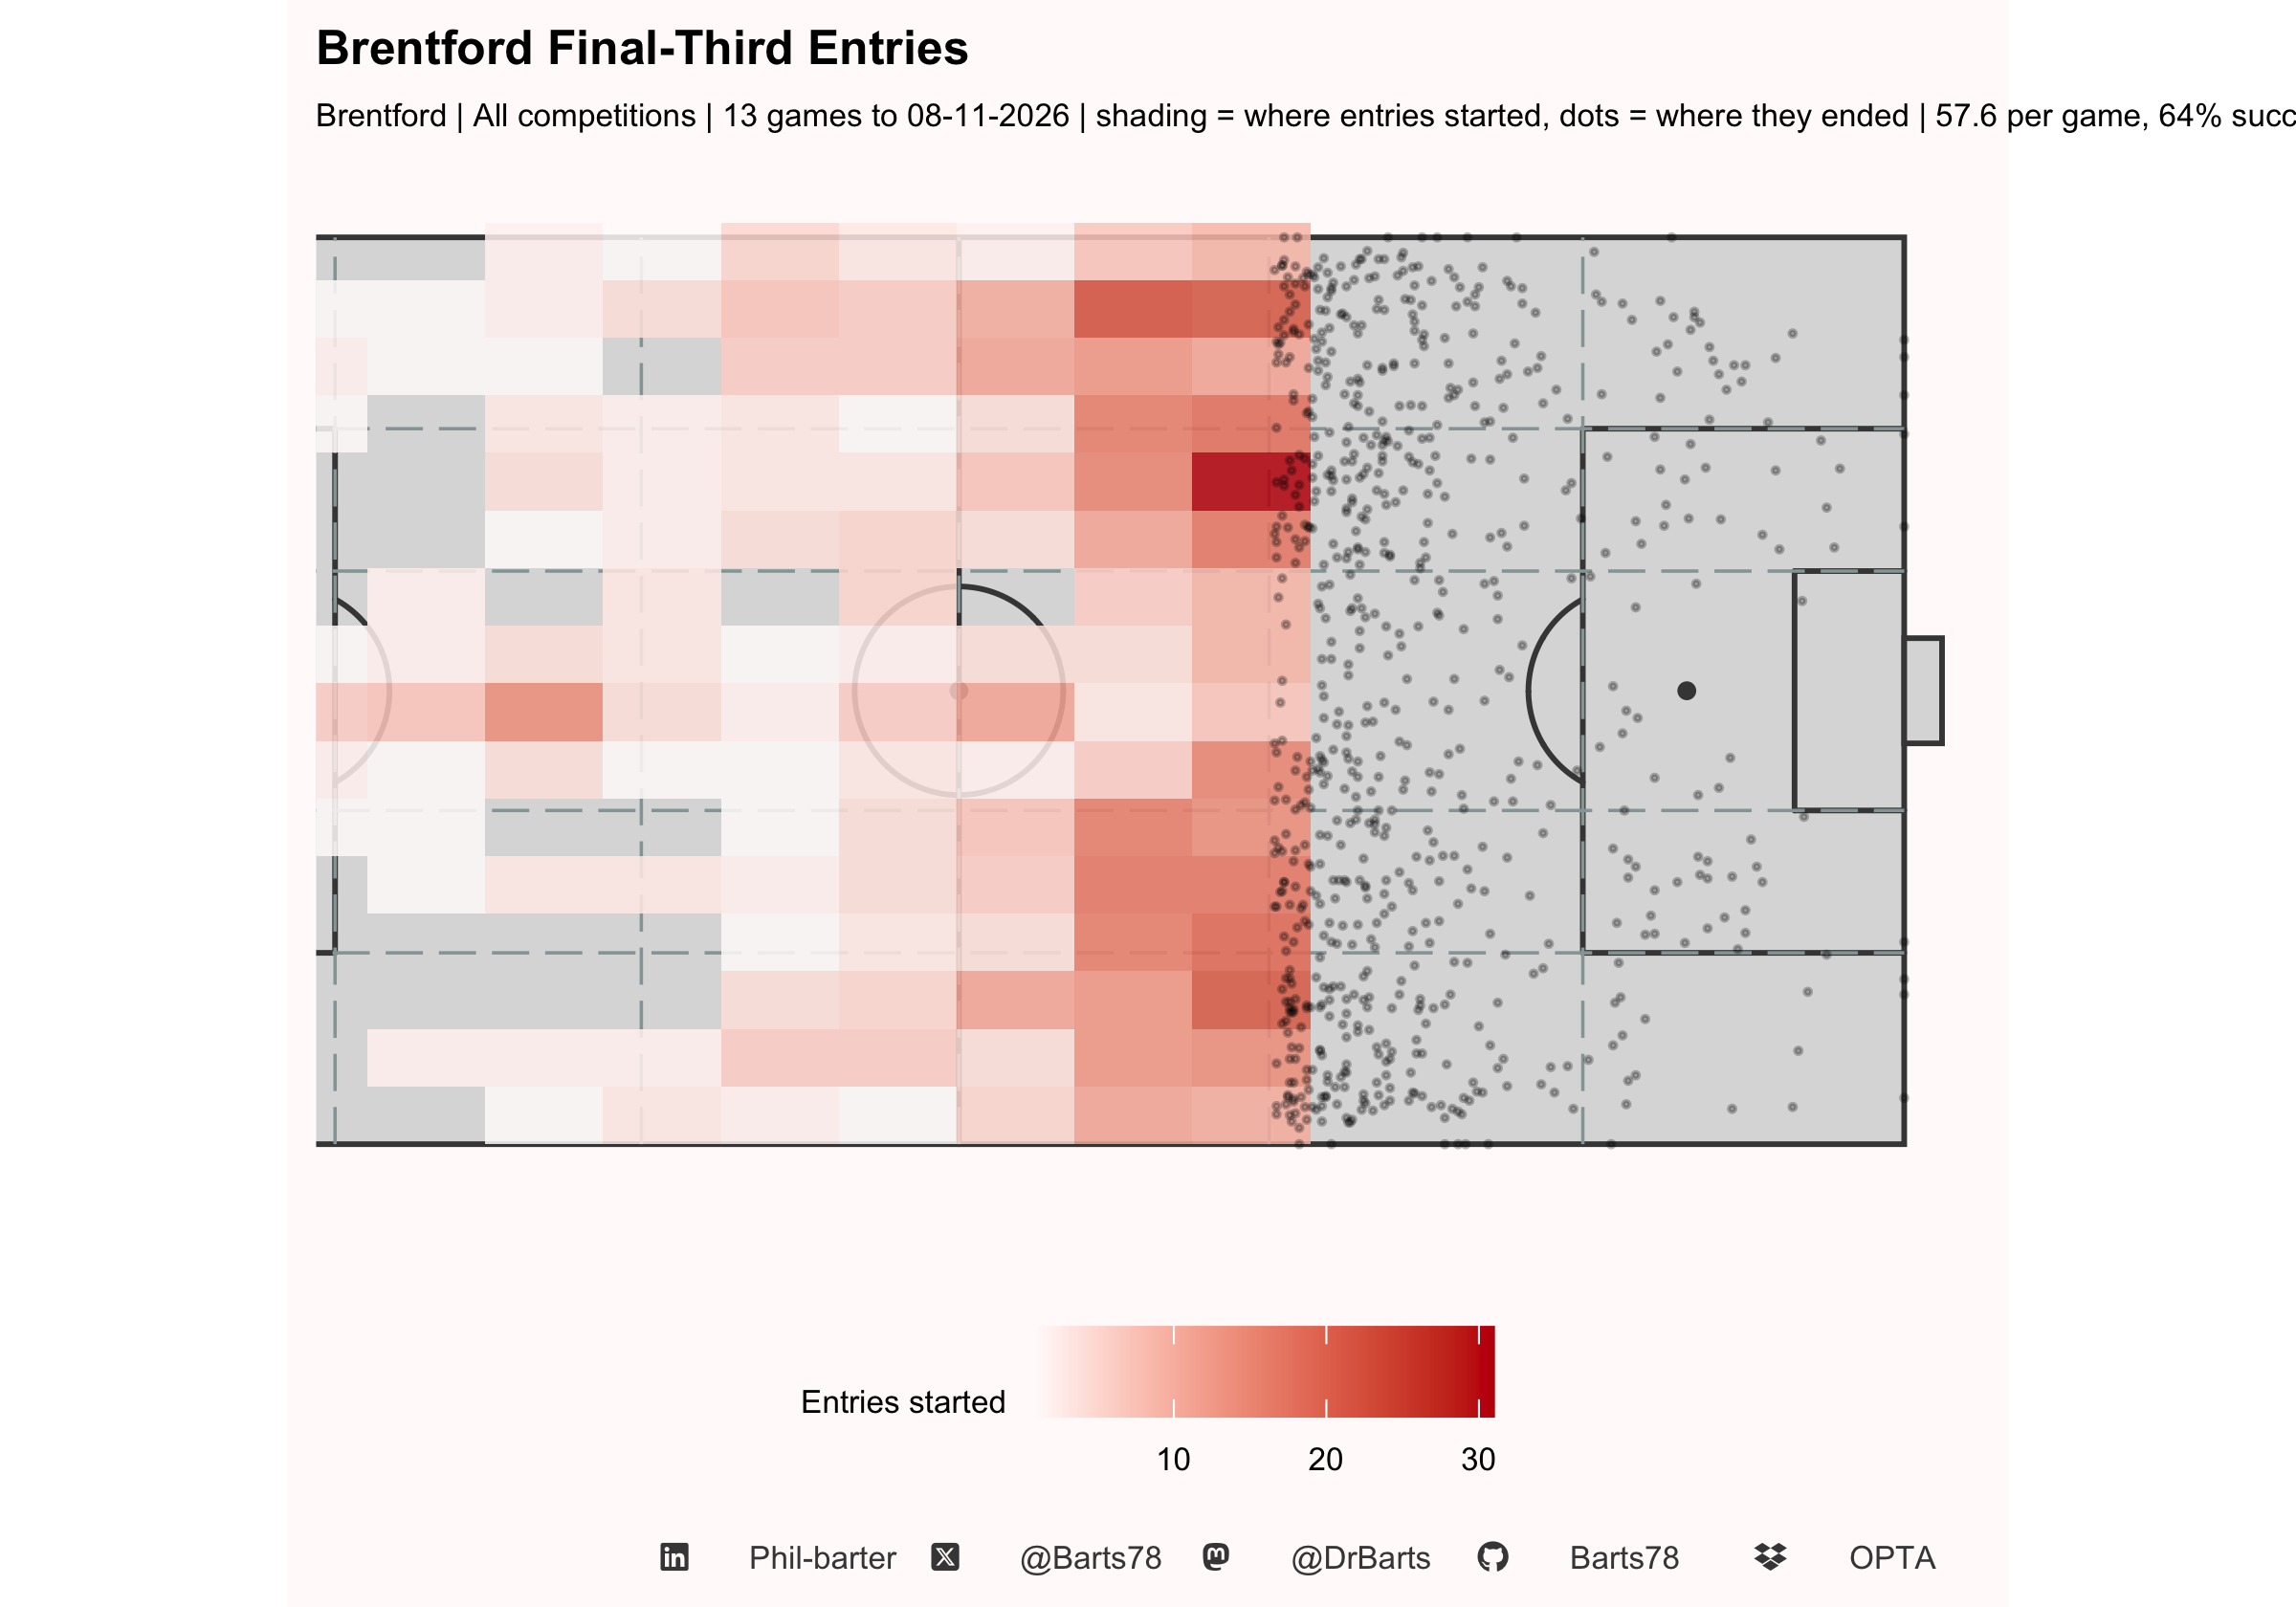 Brentford Final-Third Entries
Brentford | All competitions | 13 games to 08-11-2026 | shading = where entries started, dots = where they ended | 57.6 per game, 64% succ
Entries started
10 20 30
Phil-barter @Barts78 @DrBarts Barts78 OPTA